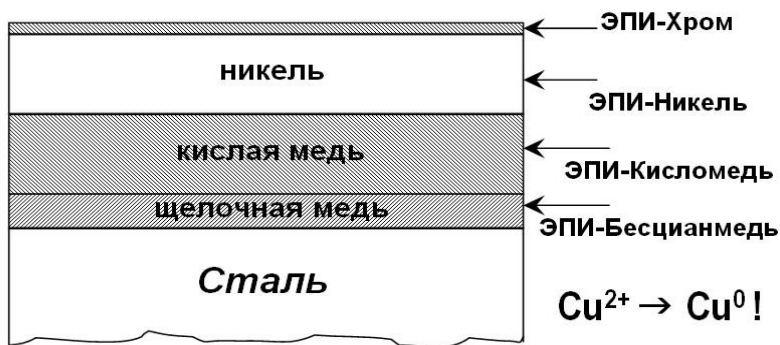 ЭПИ-Хром
никель
ЭПИ-Никель
кислая медь
ЭПИ-Кисломедь
щелочная медь
ЭПИ-Бесцианмедь
Сталь
Cu²⁺ → Cu⁰ !